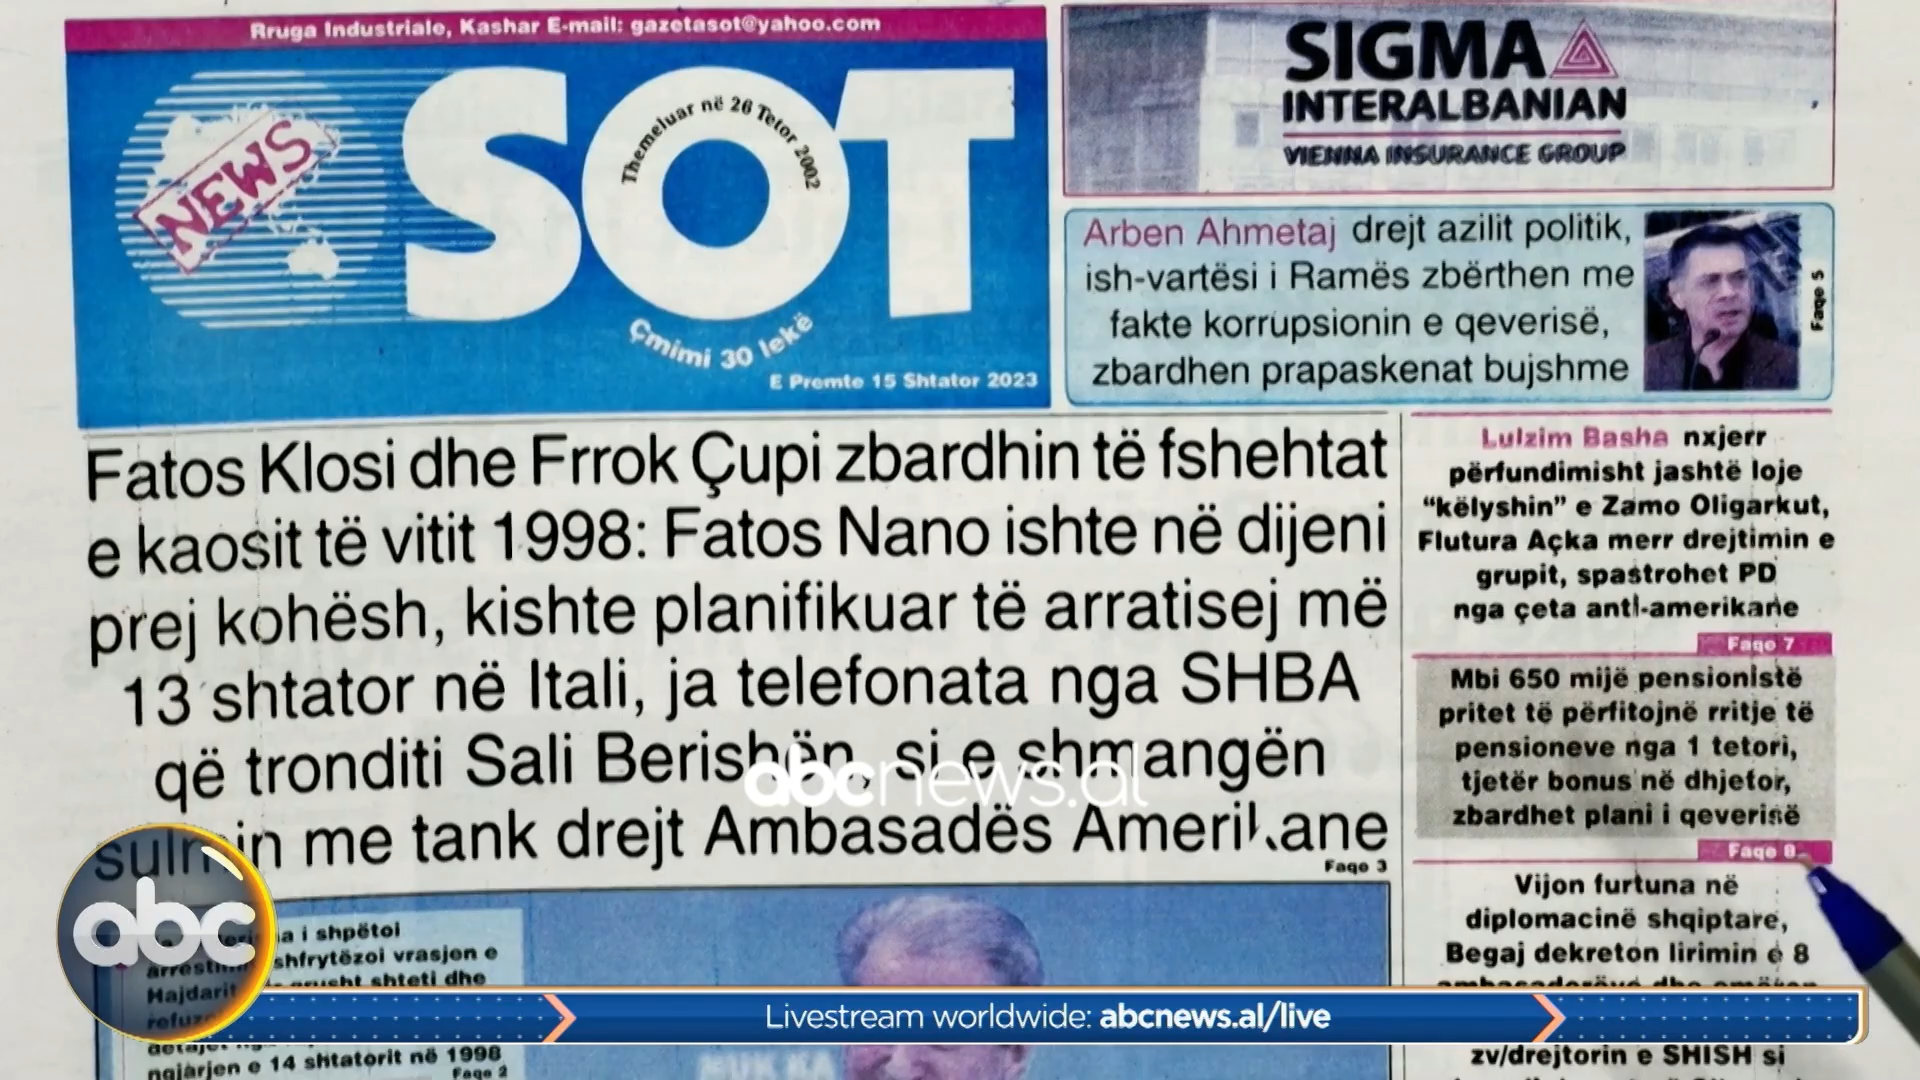 Rruga Industriale, Kashar E-mail: gazetasot@yahoo.com
NEWS
SOT
Themeluar në 26 Tetor 2002
Çmimi 30 lekë
E Premte 15 Shtator 2023
SIGMA
INTERALBANIAN
VIENNA INSURANCE GROUP
Arben Ahmetaj drejt azilit politik,
ish-vartësi i Ramës zbërthen me
fakte korrupsionin e qeverisë,
zbardhen prapaskenat bujshme
Faqe 5
Fatos Klosi dhe Frrok Çupi zbardhin të fshehtat
e kaosit të vitit 1998: Fatos Nano ishte në dijeni
prej kohësh, kishte planifikuar të arratisej më
13 shtator në Itali, ja telefonata nga SHBA
që tronditi Sali Berishën, si e shmangën
me tank drejt Ambasadës Amerikane
Faqe 3
Lulzim Basha nxjerr
përfundimisht jashtë loje
“këlyshin” e Zamo Oligarkut,
Flutura Açka merr drejtimin e
grupit, spastrohet PD
nga çeta anti-amerikane
Faqe 7
Mbi 650 mijë pensionistë
pritet të përfitojnë rritje të
pensioneve nga 1 tetori,
tjetër bonus në dhjetor,
zbardhet plani i qeverisë
Faqe 8
Vijon furtuna në
diplomacinë shqiptare,
Begaj dekreton lirimin e 8
zv/drejtorin e SHISH si
i shpëtoi
shfrytëzoi vrasjen e
grusht shteti dhe
Hajdarit
ngjarjen e 14 shtatorit në 1998
Faqe 2
abcnews.al
abc
Livestream worldwide: abcnews.al/live